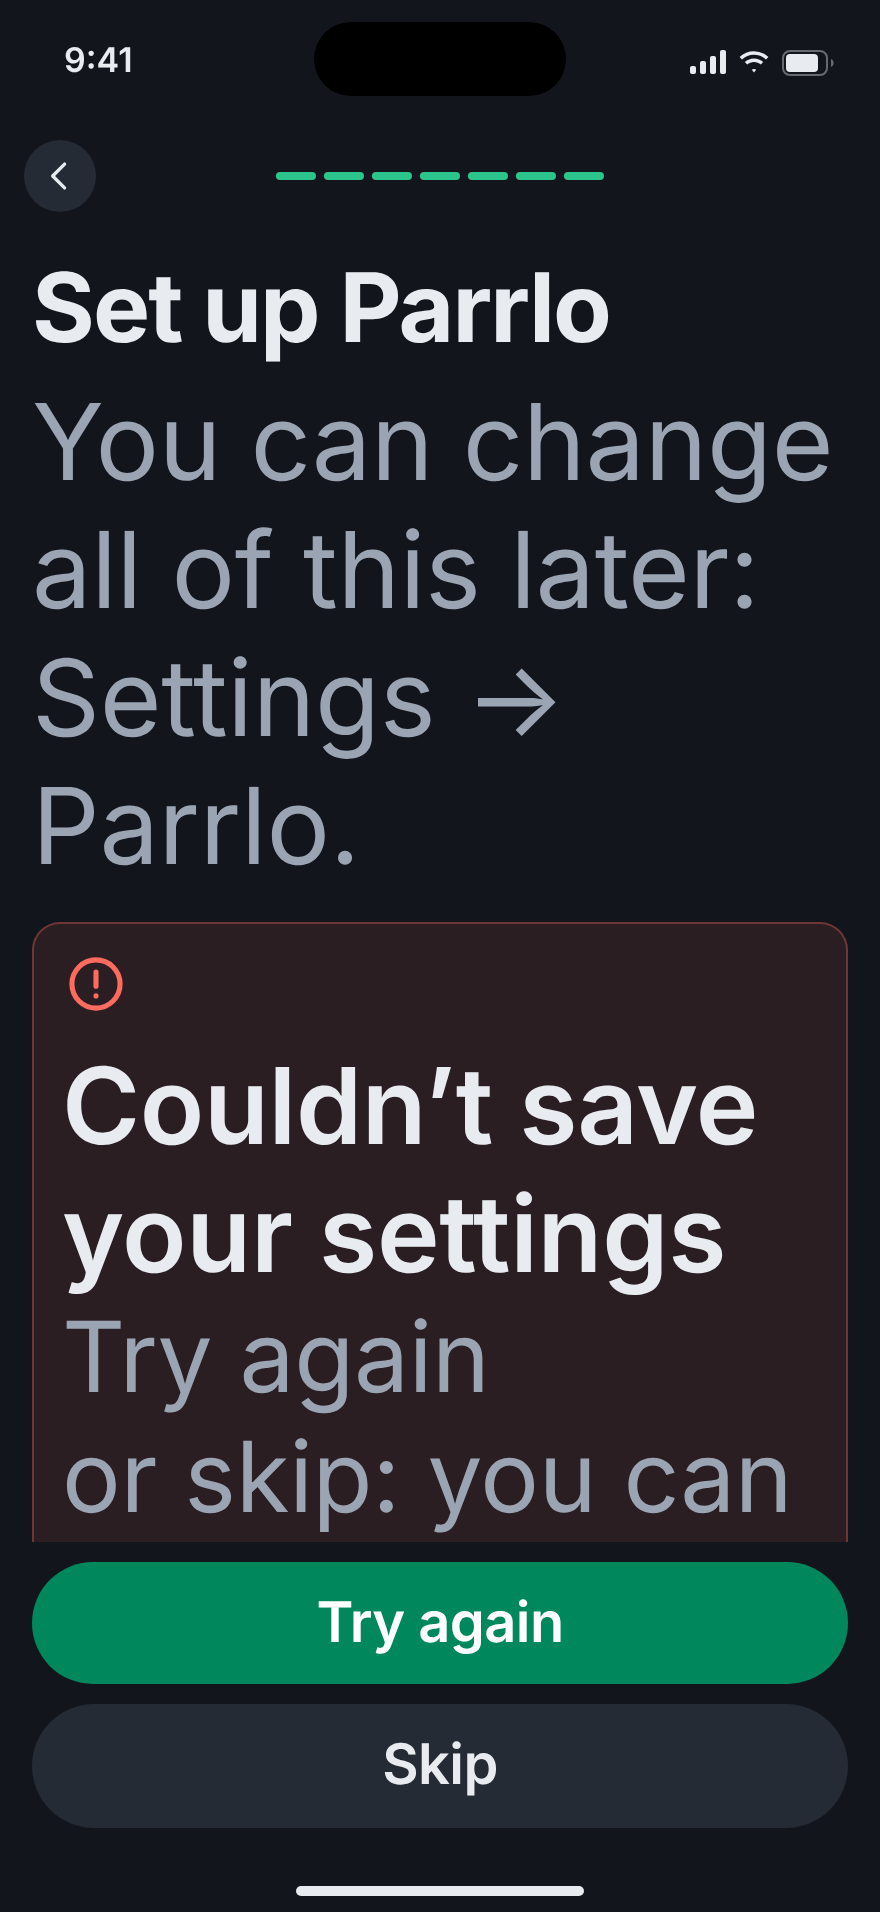 9:41
Set up Parrlo
You can change
all of this later:
Settings →
Parrlo.
Couldn’t save
your settings
Try again
or skip: you can
Try again
Skip